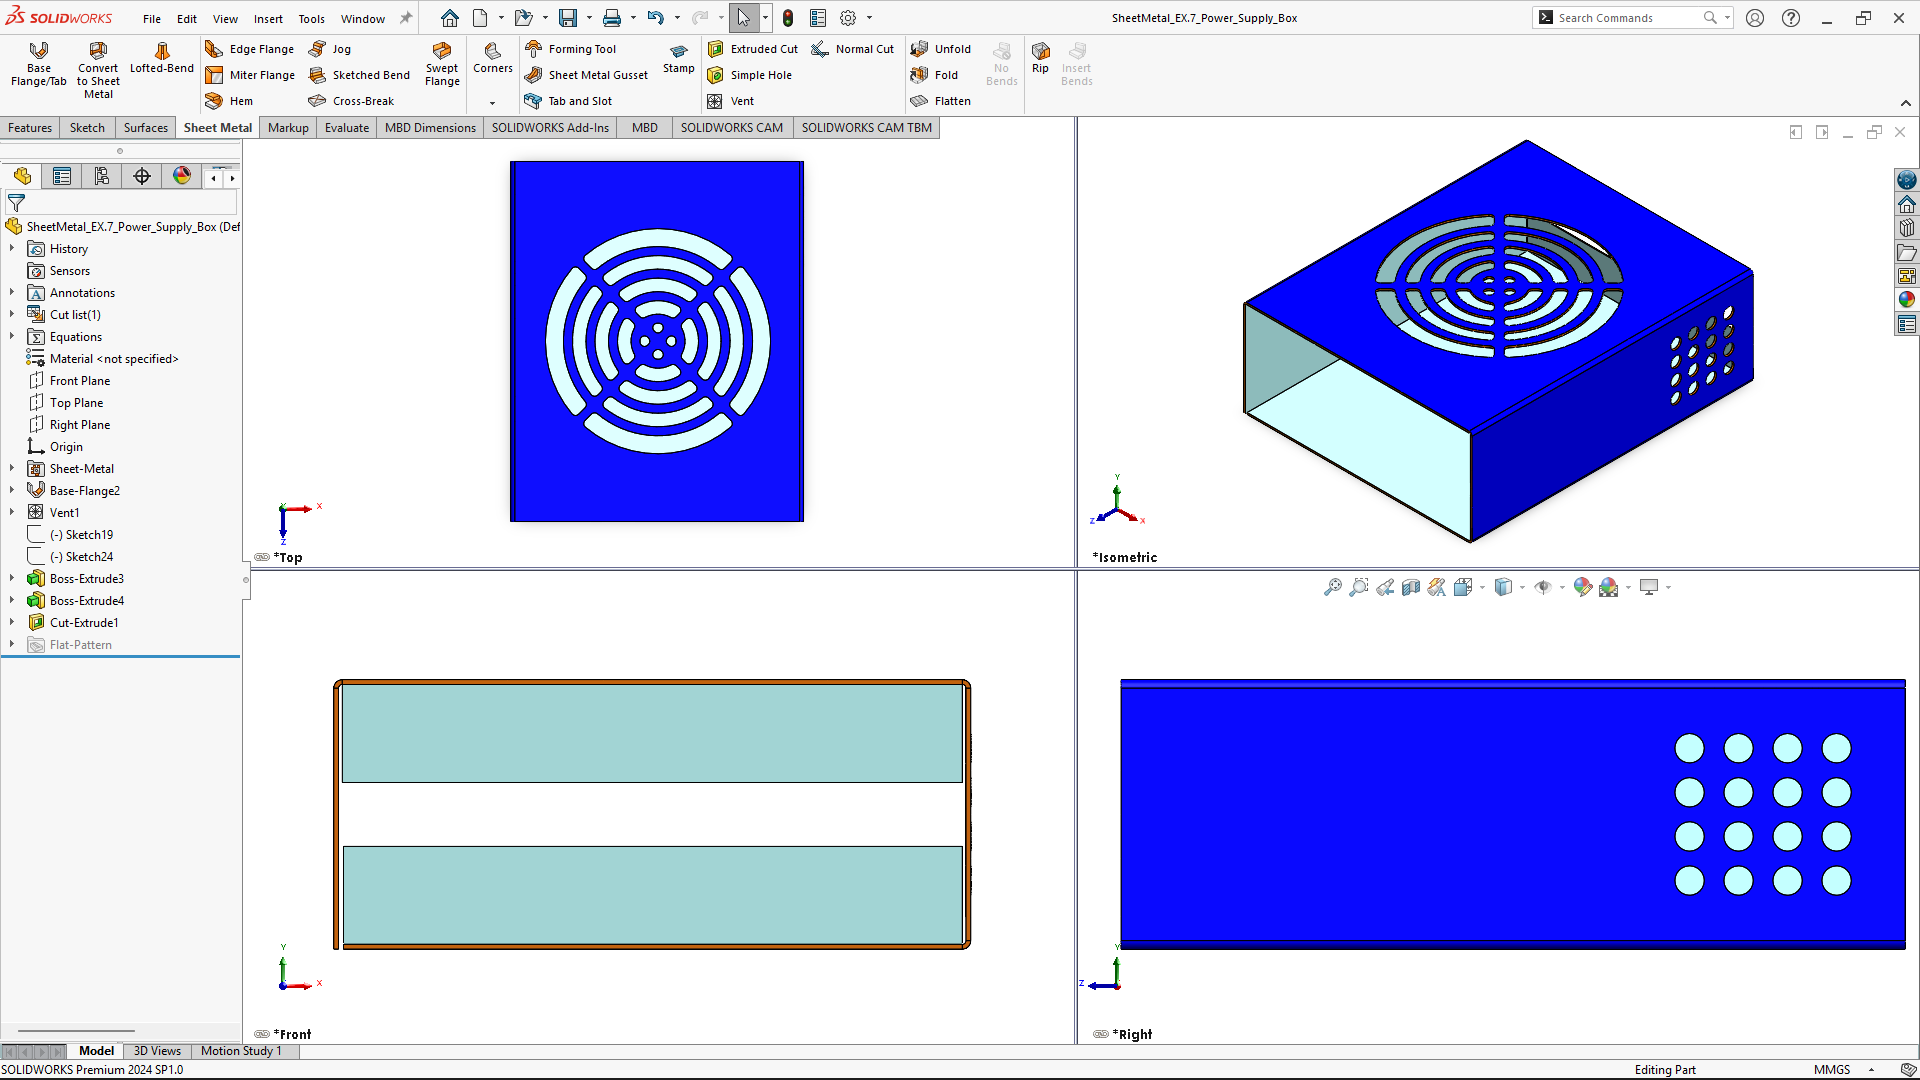 SOLIDWORKS
File Edit View Insert Tools Window
SheetMetal_EX.7_Power_Supply_Box
Search Commands
Base Flange/Tab
Convert to Sheet Metal
Lofted-Bend
Edge Flange
Miter Flange
Hem
Jog
Sketched Bend
Cross-Break
Swept Flange
Corners
Forming Tool
Sheet Metal Gusset
Tab and Slot
Stamp
Extruded Cut
Simple Hole
Vent
Normal Cut
Unfold
Fold
Flatten
No Bends
Rip
Insert Bends
Features Sketch Surfaces Sheet Metal Markup Evaluate MBD Dimensions SOLIDWORKS Add-Ins MBD SOLIDWORKS CAM SOLIDWORKS CAM TBM
SheetMetal_EX.7_Power_Supply_Box (Def
History
Sensors
Annotations
Cut list(1)
Equations
Material <not specified>
Front Plane
Top Plane
Right Plane
Origin
Sheet-Metal
Base-Flange2
Vent1
(-) Sketch19
(-) Sketch24
Boss-Extrude3
Boss-Extrude4
Cut-Extrude1
Flat-Pattern
X
Z
*Top
Y
Z
X
*Isometric
Y
X
*Front
Y
Z
*Right
Model 3D Views Motion Study 1
SOLIDWORKS Premium 2024 SP1.0
Editing Part
MMGS